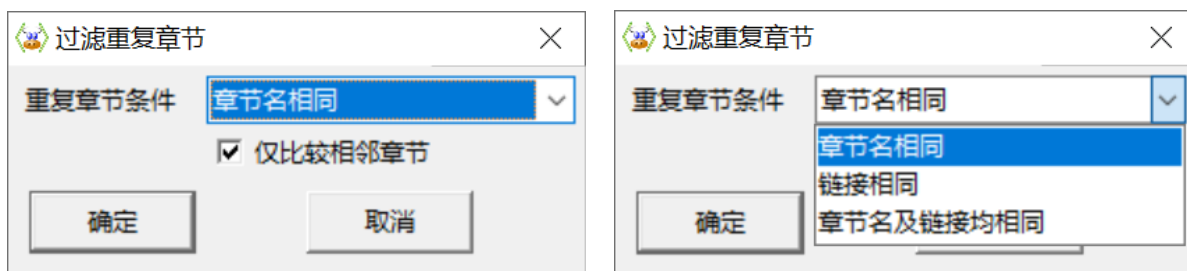 过滤重复章节
重复章节条件 章节名相同
仅比较相邻章节
确定 取消
过滤重复章节
重复章节条件 章节名相同
章节名相同
链接相同
章节名及链接均相同
确定